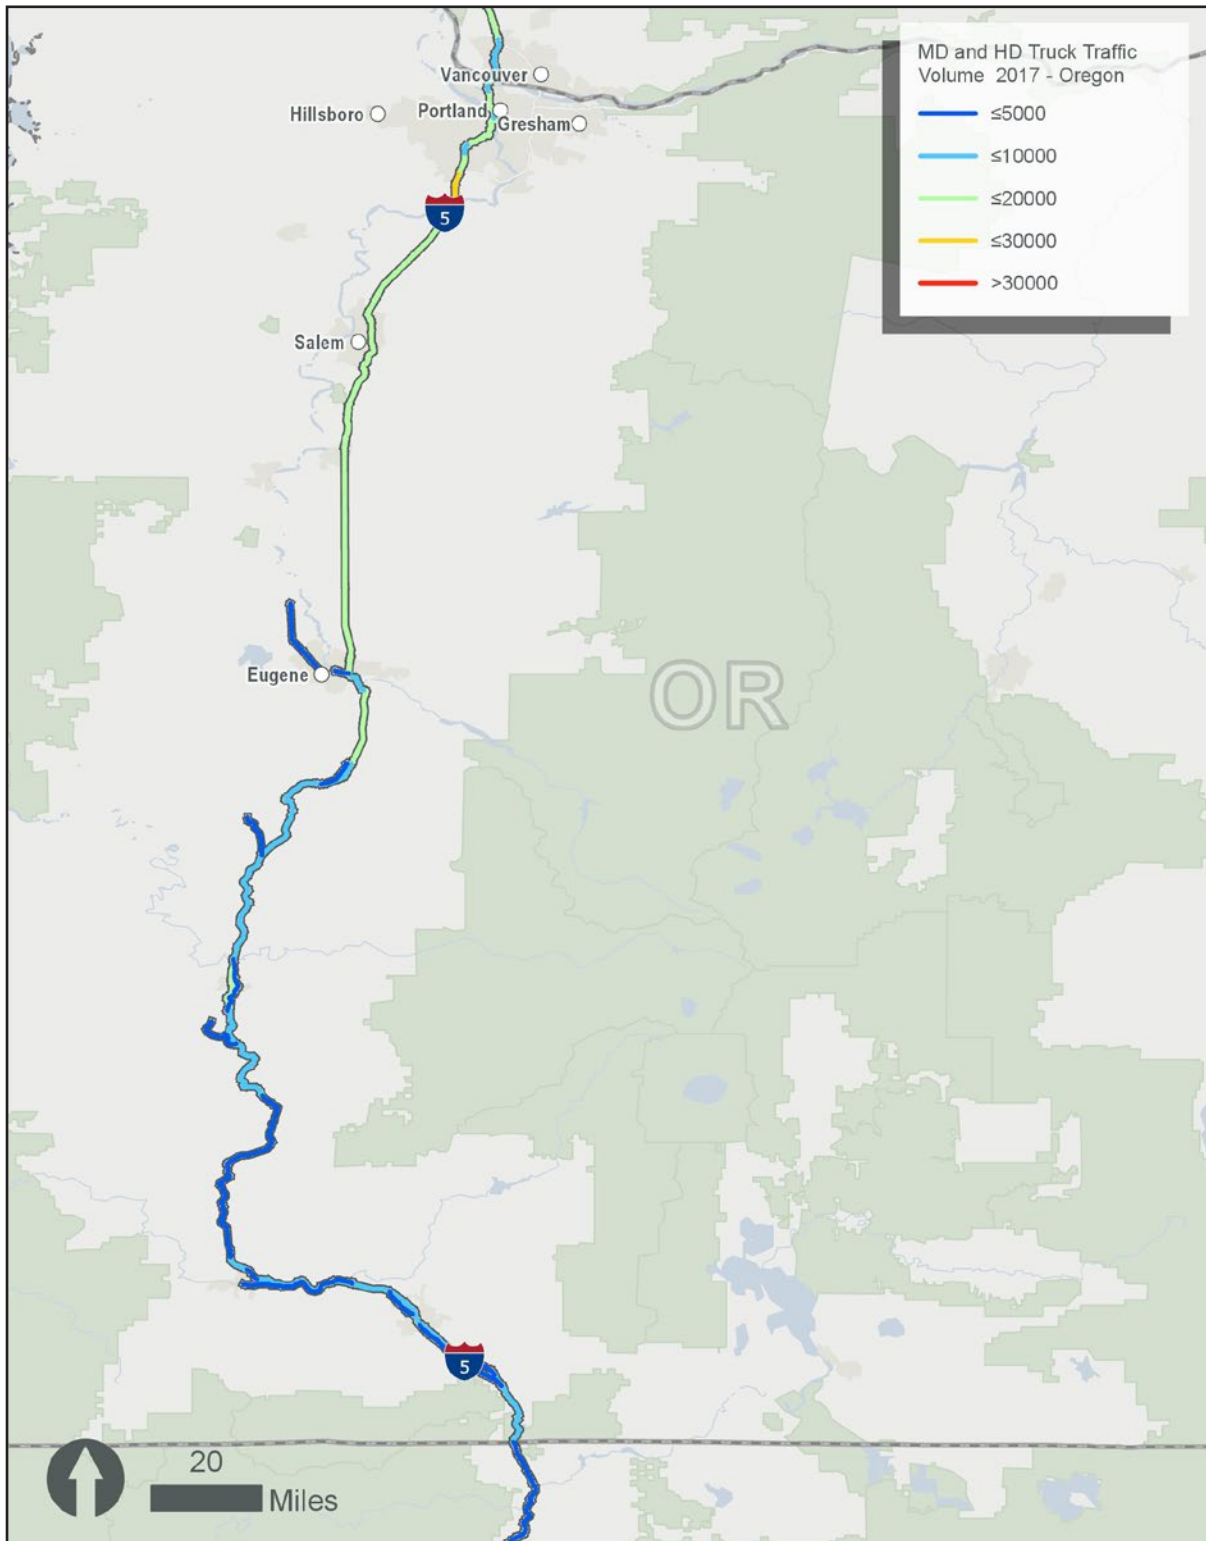 MD and HD Truck Traffic
Volume 2017 - Oregon
≤5000
≤10000
≤20000
≤30000
>30000
Vancouver
Hillsboro
Portland
Gresham
5
Salem
Eugene
OR
5
20
Miles